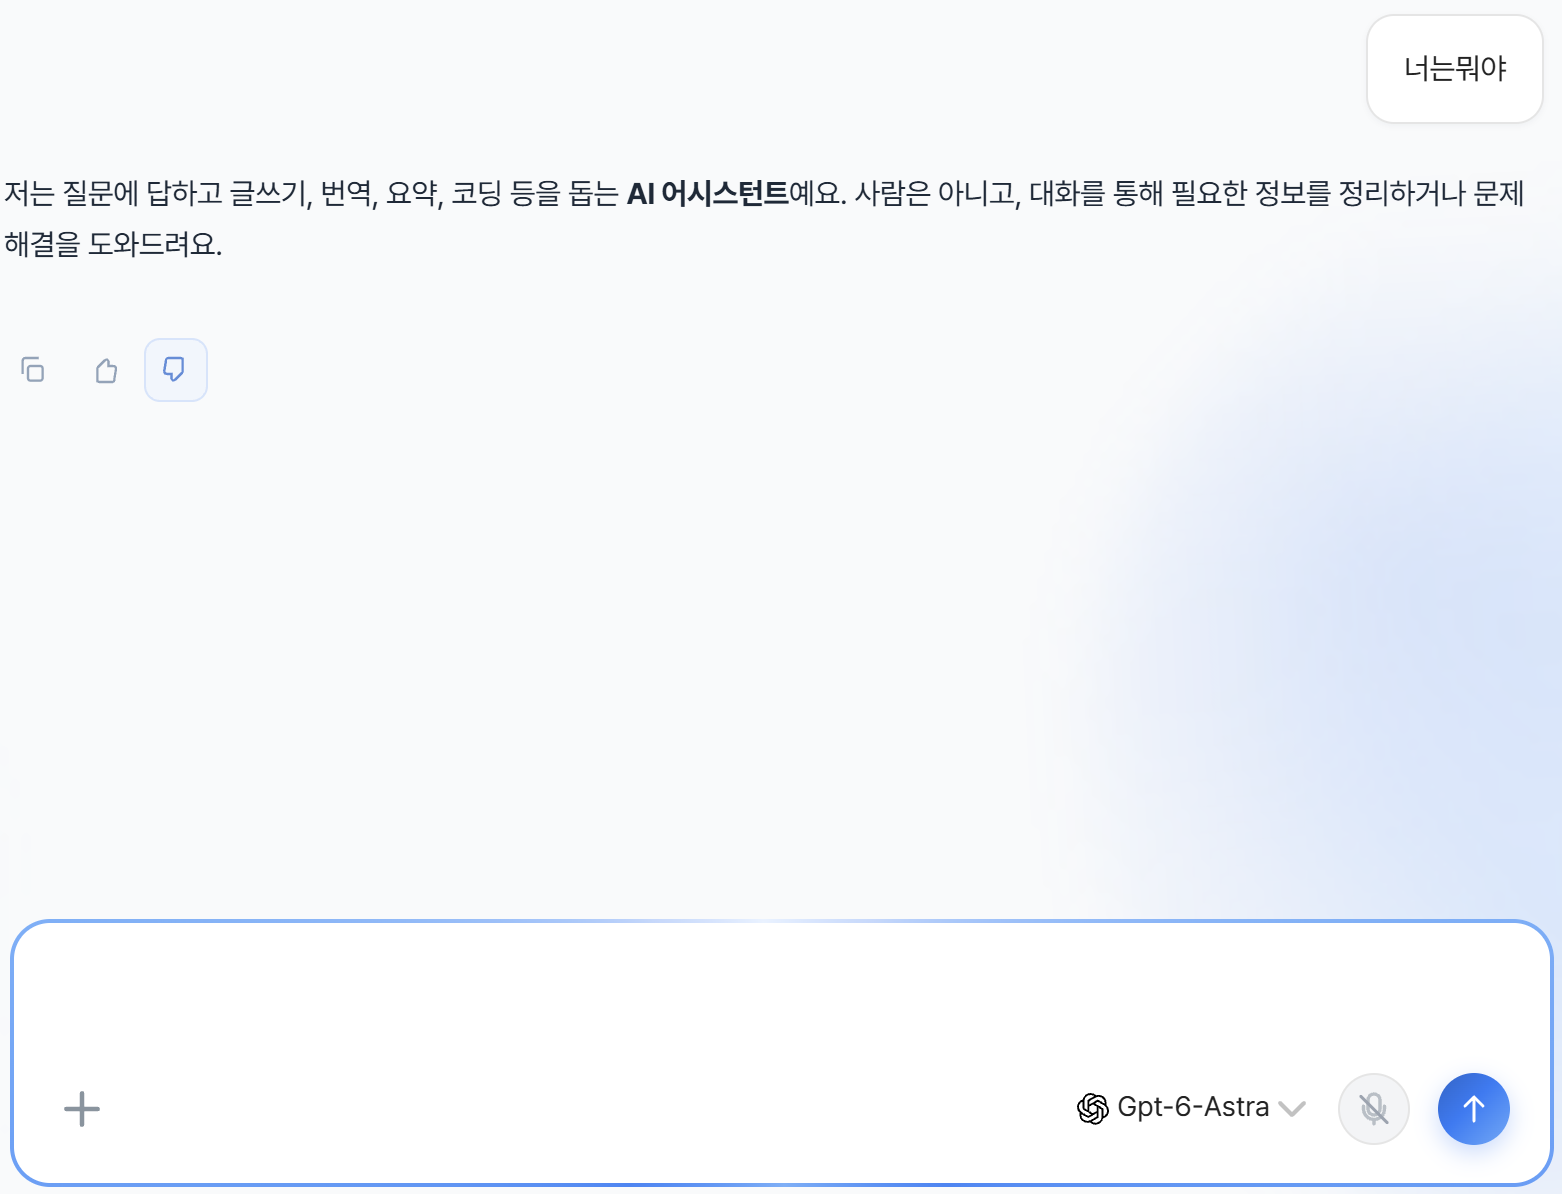 너는뭐야
저는 질문에 답하고 글쓰기, 번역, 요약, 코딩 등을 돕는 AI 어시스턴트예요. 사람은 아니고, 대화를 통해 필요한 정보를 정리하거나 문제
해결을 도와드려요.
Gpt-6-Astra